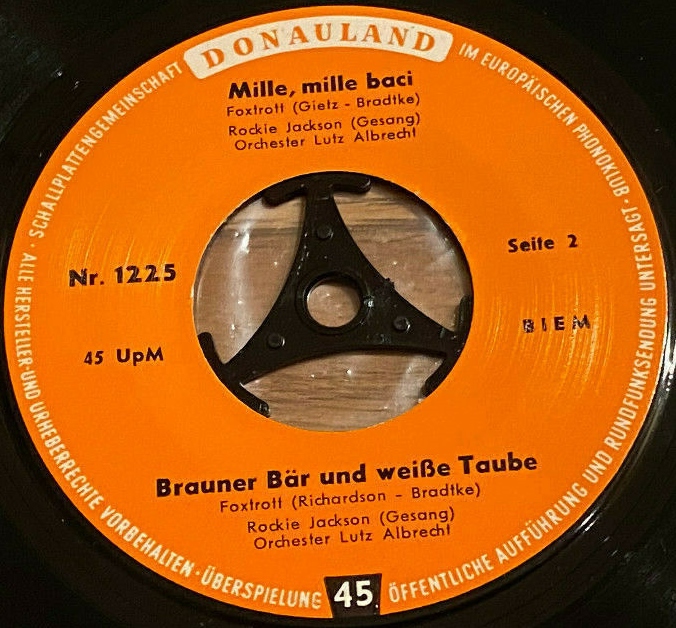 DONAULAND
SCHALLPLATTENGEMEINSCHAFT
IM EUROPÄISCHEN PHONOKLUB ·
Mille, mille baci
Foxtrott (Gietz - Bradtke)
Rockie Jackson (Gesang)
Orchester Lutz Albrecht
Seite 2
Nr. 1225
BIEM
45 UpM
Brauner Bär und weiße Taube
Foxtrott (Richardson - Bradtke)
Rockie Jackson (Gesang)
Orchester Lutz Albrecht
· ALLE HERSTELLER-UND URHEBERRECHTE VORBEHALTEN · ÜBERSPIELUNG
45
ÖFFENTLICHE AUFFÜHRUNG UND RUNDFUNKSENDUNG UNTERSAGT ·